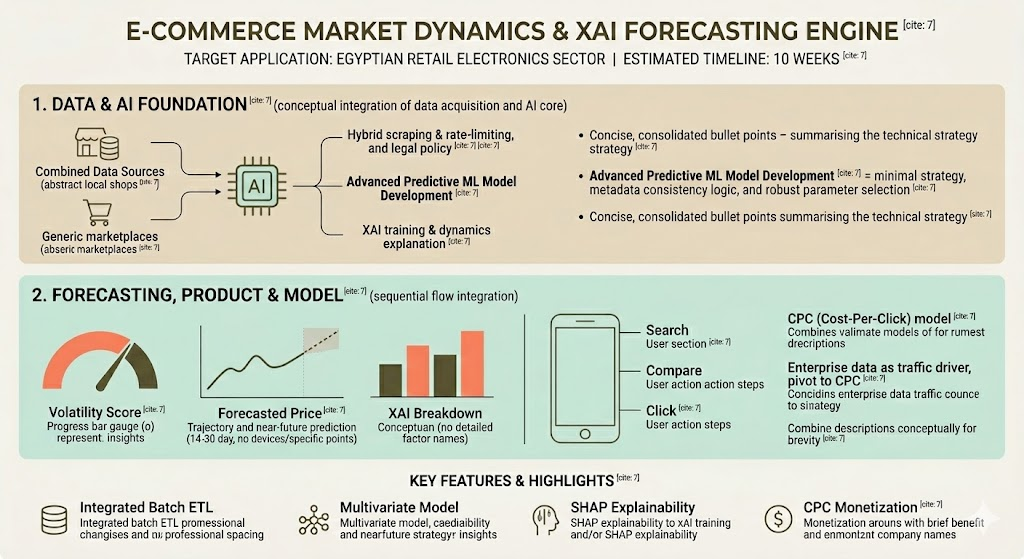 E-COMMERCE MARKET DYNAMICS & XAI FORECASTING ENGINE [cite: 7]
TARGET APPLICATION: EGYPTIAN RETAIL ELECTRONICS SECTOR | ESTIMATED TIMELINE: 10 WEEKS [cite: 7]
1. DATA & AI FOUNDATION [cite: 7] (conceptual integration of data acquisition and AI core)
Combined Data Sources
(abstract local shops [cite: 7]
Generic marketplaces
(abseric marketplaces [site: 7]
AI
Hybrid scraping & rate-limiting,
and legal policy [cite: 7] [cite: 7]
Advanced Predictive ML Model
Development [cite: 7]
XAI training & dynamics
explanation [cite: 7]
• Concise, consolidated bullet points – summarising the technical strategy
strategy [cite: 7]
• Advanced Predictive ML Model Development [cite: 7] = minimal strategy,
metadata consistency logic, and robust parameter selection [cite: 7]
• Concise, consolidated bullet points summarising the technical strategy [site: 7]
2. FORECASTING, PRODUCT & MODEL [eite: 7] (sequential flow integration)
Volatility Score [cite: 7]
Progress bar gauge (o)
represent. insights
Forecasted Price [cite: 7]
Trajectory and near-future prediction
(14-30 day, no devices/specific points)
XAI Breakdown
Conceptuan (no detailed
factor names)
Search
User section [cite: 7]
Compare
User action action steps
Click [cite: 7]
User action steps
CPC (Cost-Per-Click) model [cite: 7]
Combines valimate models of for rumest
drecriptions
Enterprise data as traffic driver,
pivot to CPC [cite: 7]
Concidins enterprise data traffic counce
to sinategy
Combine descriptions conceptually for
brevity [cite: 7]
KEY FEATURES & HIGHLIGHTS [cite: 7]
Integrated Batch ETL
Integrated batch ETL promemssional
changises and professional spacing
Multivariate Model
Multivariate model, caediaibility
and nearfuture strategyr insights
SHAP Explainability
SHAP explainability to xAI training
and/or SHAP explainability
CPC Monetization [cite: 7]
Monetization arouns with brief benefit
and enmoniznt company names